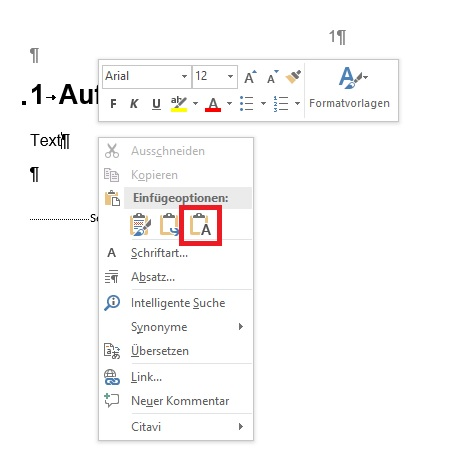 1¶
¶
Arial 12
F K U ab A Formatvorlagen
.1→Auf
Text¶
¶
Ausschneiden
Kopieren
Einfügeoptionen:
Schriftart...
Absatz...
Intelligente Suche
Synonyme
Übersetzen
Link...
Neuer Kommentar
Citavi